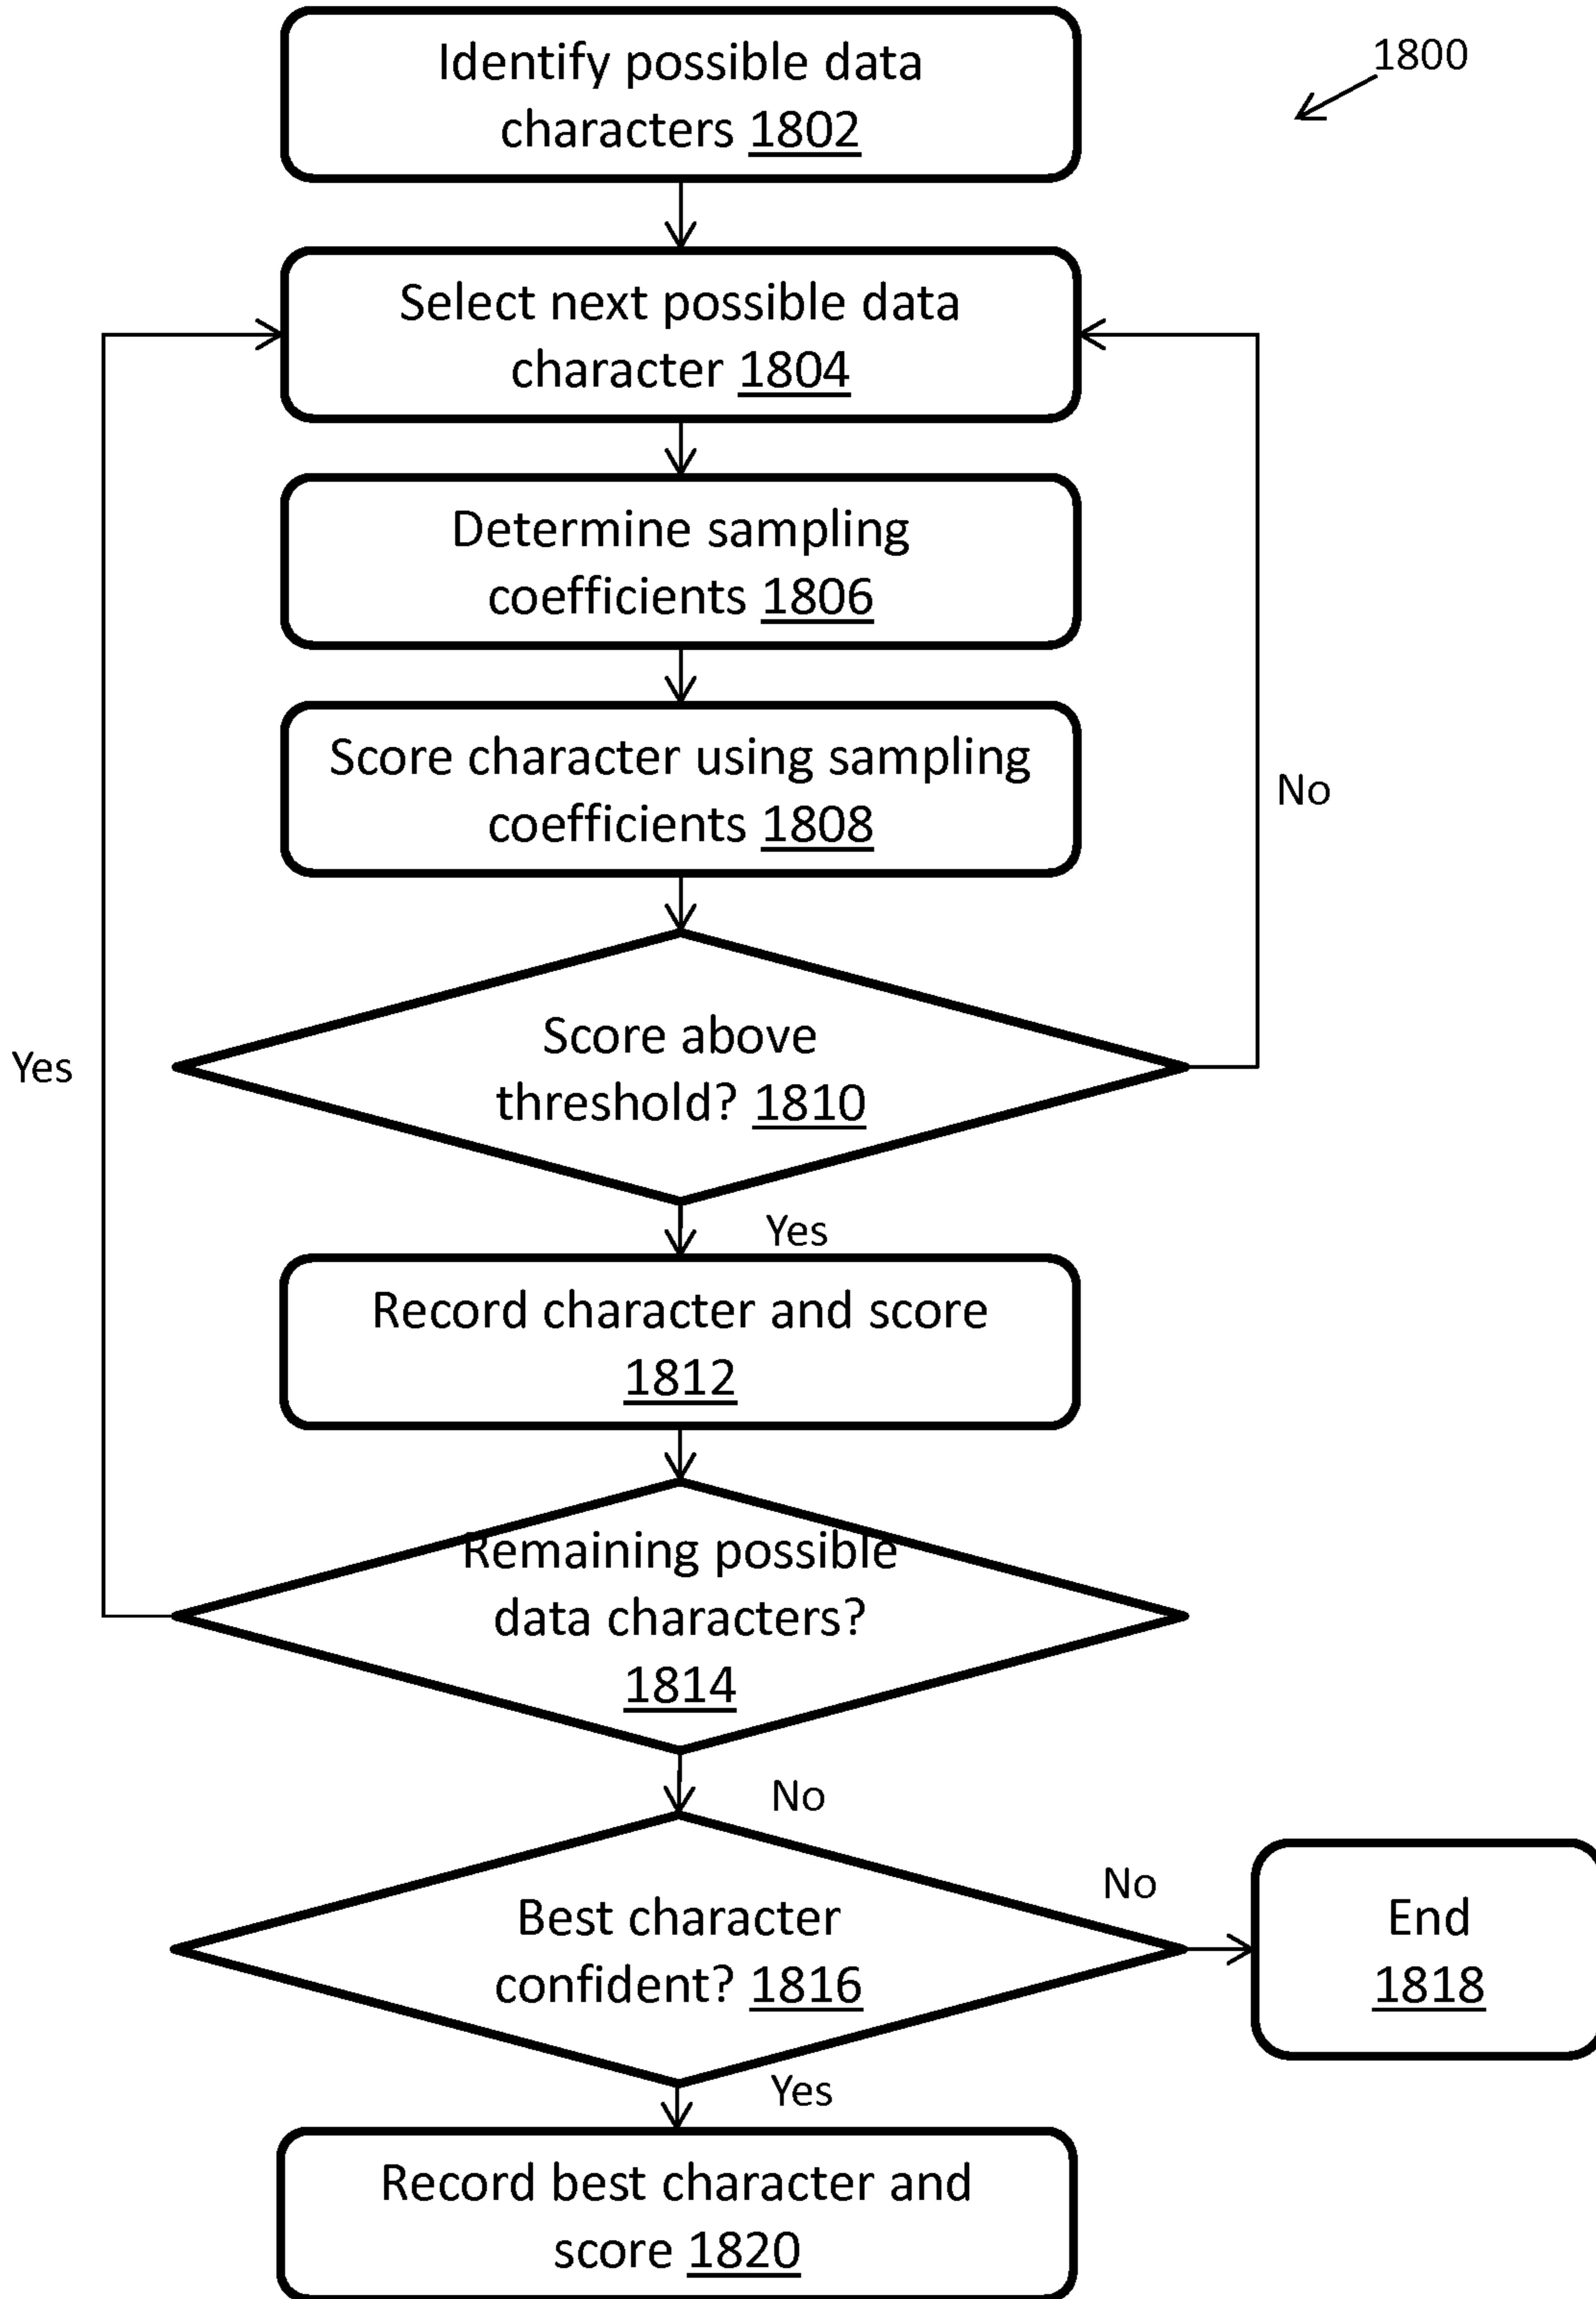 Identify possible data
characters 1802
1800
Select next possible data
character 1804
Determine sampling
coefficients 1806
Score character using sampling
coefficients 1808
No
Score above
threshold? 1810
Yes
Yes
Record character and score
1812
Remaining possible
data characters?
1814
No
Best character
confident? 1816
No
End
1818
Yes
Record best character and
score 1820